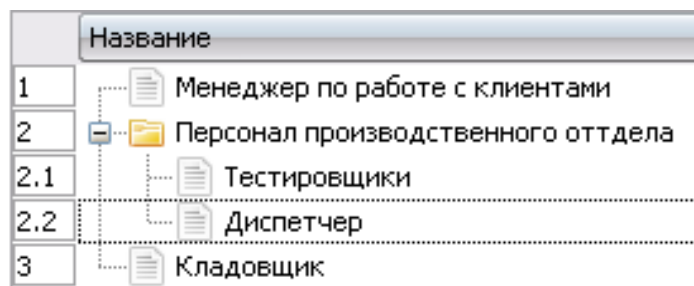 Название
1 Менеджер по работе с клиентами
2 Персонал производственного оттдела
2.1 Тестировщики
2.2 Диспетчер
3 Кладовщик